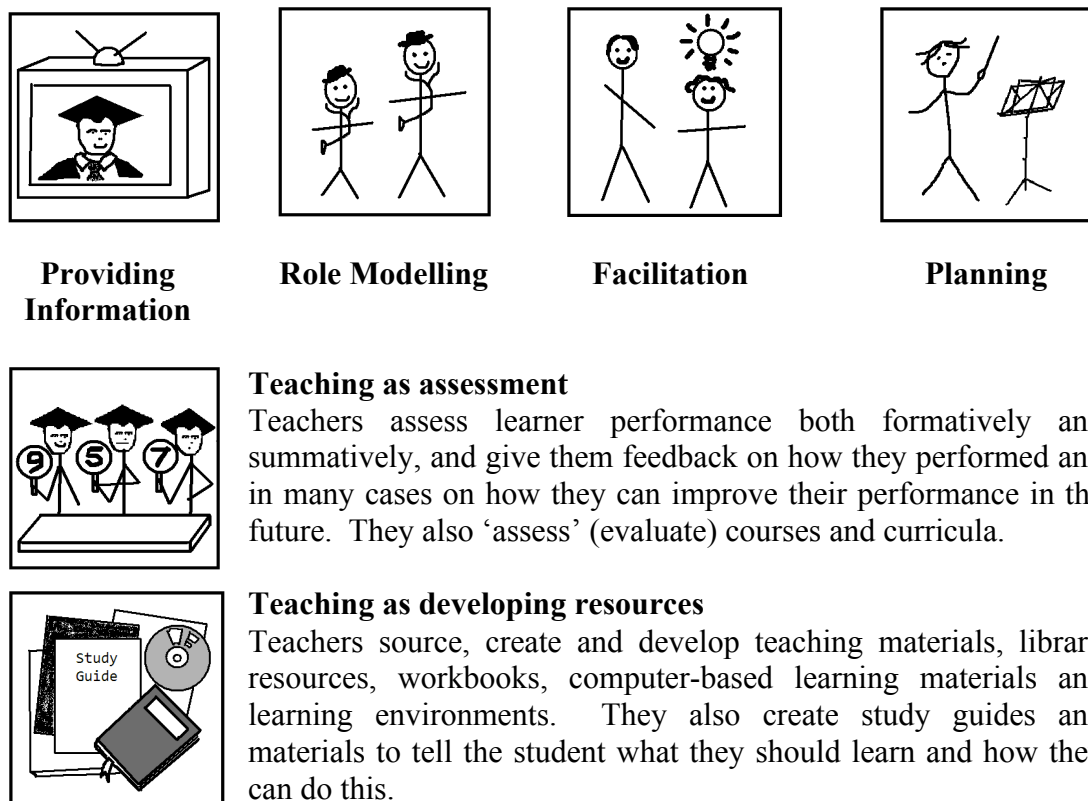 Providing Information
Role Modelling
Facilitation
Planning
9 5 7
Teaching as assessment
Teachers assess learner performance both formatively an
summatively, and give them feedback on how they performed an
in many cases on how they can improve their performance in th
future. They also ‘assess’ (evaluate) courses and curricula.
Study
Guide
Teaching as developing resources
Teachers source, create and develop teaching materials, librar
resources, workbooks, computer-based learning materials an
learning environments. They also create study guides an
materials to tell the student what they should learn and how the
can do this.